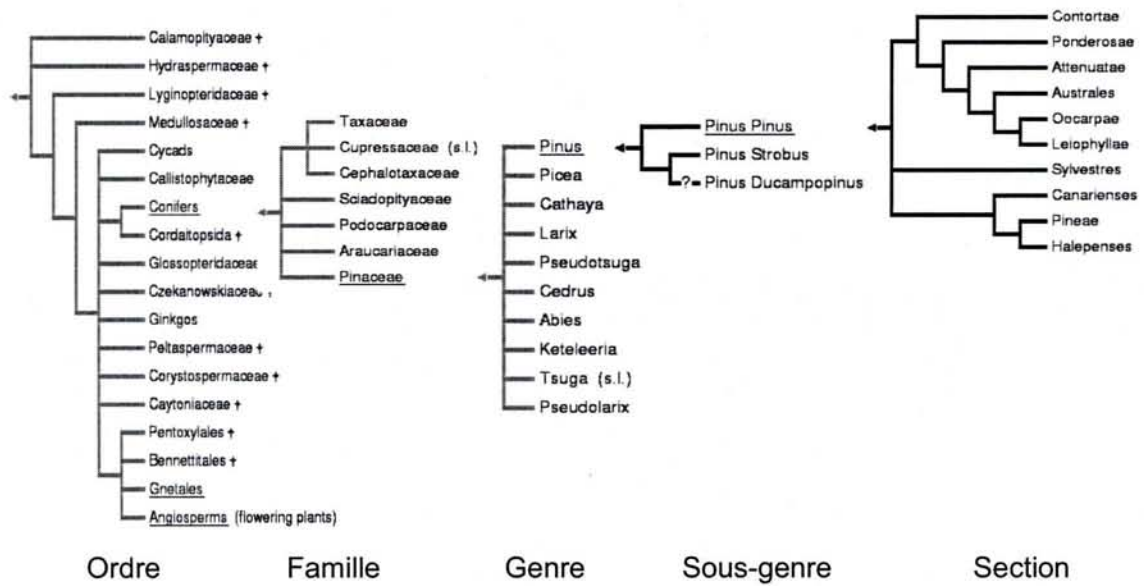 Calamopityaceae †
Hydraspermaceae †
Lyginopteridaceae †
Medullosaceae †
Cycads
Callistophytaceae
Conifers
Cordaitopsida †
Glossopteridaceae
Czekanowskiaceae
Ginkgos
Peltaspermaceae †
Corystospermaceae †
Caytoniaceae †
Pentoxylales †
Bennettitales †
Gnetales
Angiosperms (flowering plants)
Ordre
Taxaceae
Cupressaceae (s.l.)
Cephalotaxaceae
Sciadopityaceae
Podocarpaceae
Araucariaceae
Pinaceae
Famille
Pinus
Picea
Cathaya
Larix
Pseudotsuga
Cedrus
Abies
Keteleeria
Tsuga (s.l.)
Pseudolarix
Genre
Pinus Pinus
Pinus Strobus
? Pinus Ducampopinus
Sous-genre
Contortae
Ponderosae
Attenuatae
Australes
Oocarpae
Leiophyllae
Sylvestres
Canarienses
Pineae
Halepenses
Section